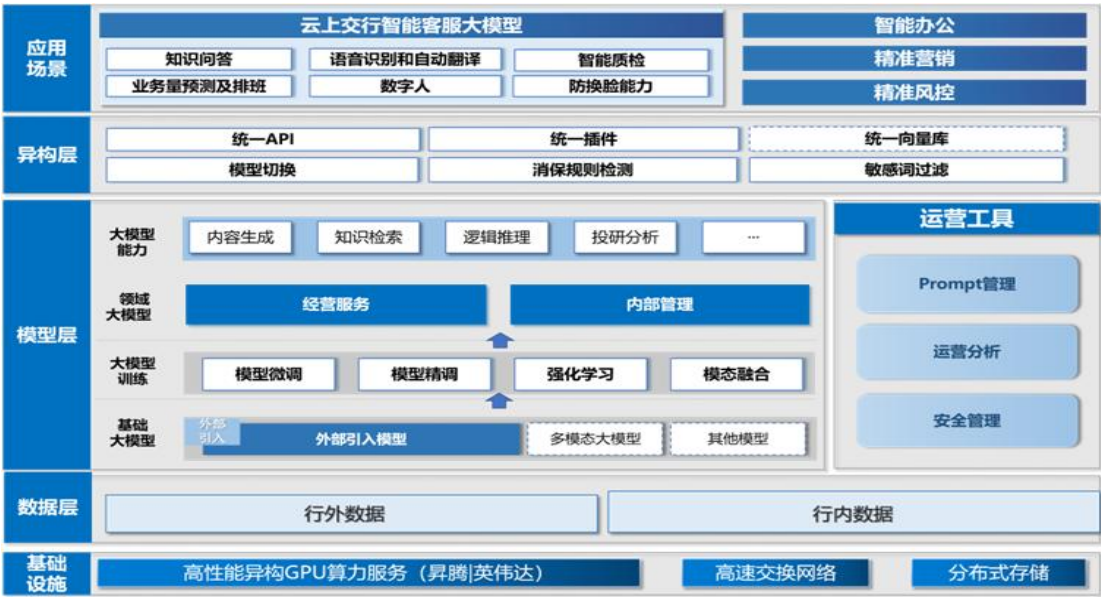 应用
场景
云上交行智能客服大模型
知识问答
语音识别和自动翻译
智能质检
业务量预测及排班
数字人
防换脸能力
智能办公
精准营销
精准风控
异构层
统一API
统一插件
统一向量库
模型切换
消保规则检测
敏感词过滤
模型层
大模型
能力
内容生成
知识检索
逻辑推理
投研分析
...
领域
大模型
经营服务
内部管理
大模型
训练
模型微调
模型精调
强化学习
模态融合
基础
大模型
外部
引入
外部引入模型
多模态大模型
其他模型
运营工具
Prompt管理
运营分析
安全管理
数据层
行外数据
行内数据
基础
设施
高性能异构GPU算力服务（昇腾|英伟达）
高速交换网络
分布式存储